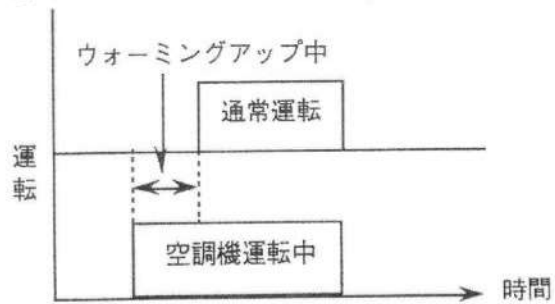 ウォーミングアップ中
通常運転
運転
空調機運転中
時間